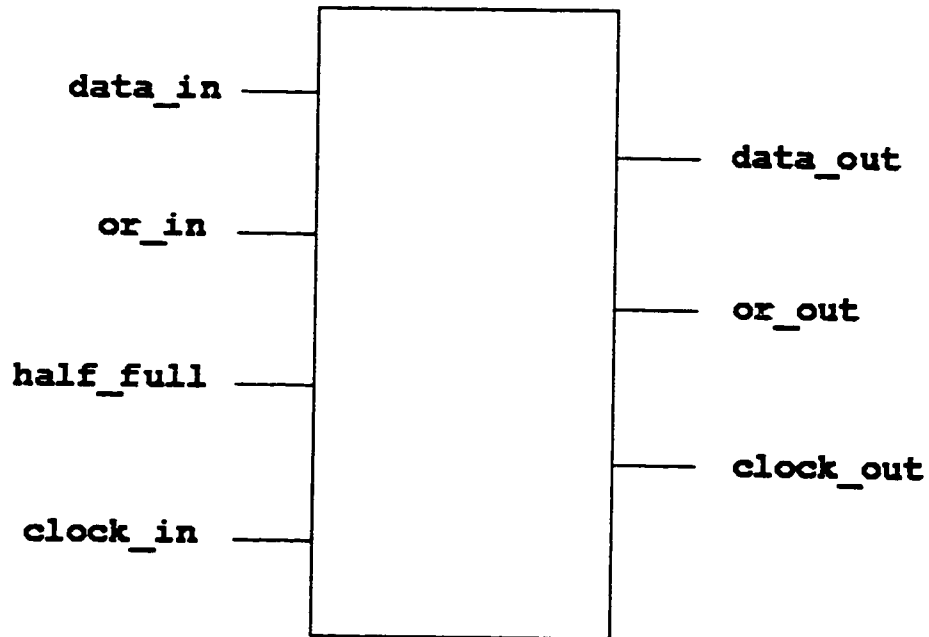 data_in
data_out
or_in
or_out
half_full
clock_out
clock_in